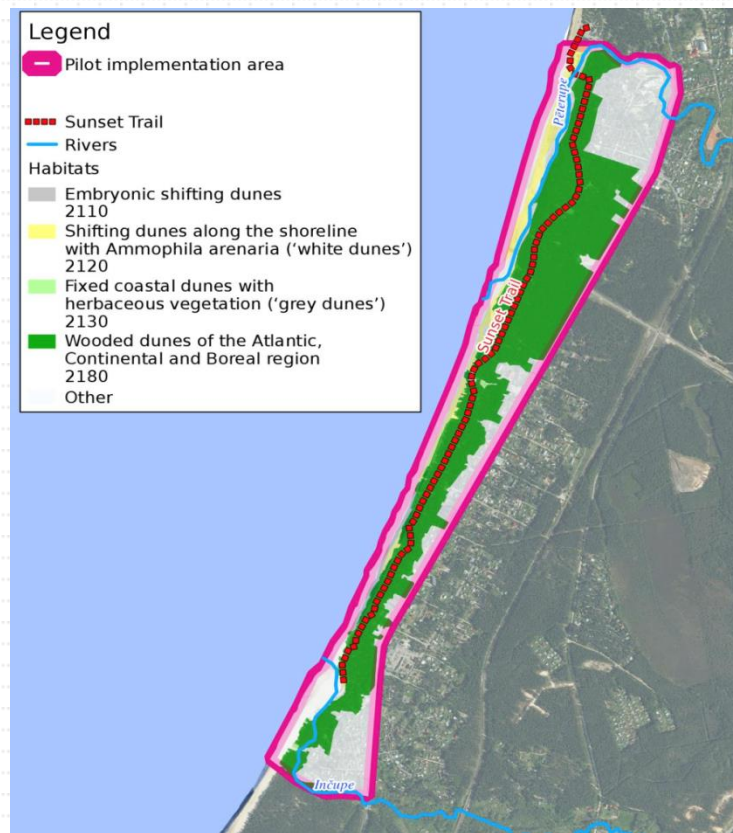 Legend
Pilot implementation area
Sunset Trail
Rivers
Habitats
Embryonic shifting dunes
2110
Shifting dunes along the shoreline
with Ammophila arenaria (‘white dunes’)
2120
Fixed coastal dunes with
herbaceous vegetation (‘grey dunes’)
2130
Wooded dunes of the Atlantic,
Continental and Boreal region
2180
Other
Pēterupe
Sunset Trail
Inčupe